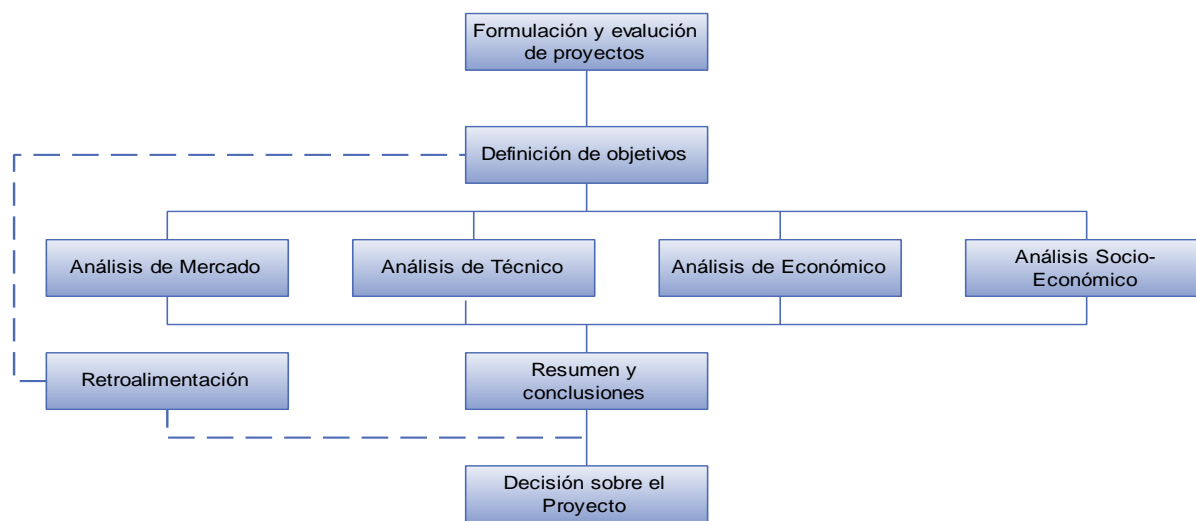 Formulación y evalución
de proyectos
Definición de objetivos
Análisis de Mercado
Análisis de Técnico
Análisis de Económico
Análisis Socio-
Económico
Retroalimentación
Resumen y
conclusiones
Decisión sobre el
Proyecto